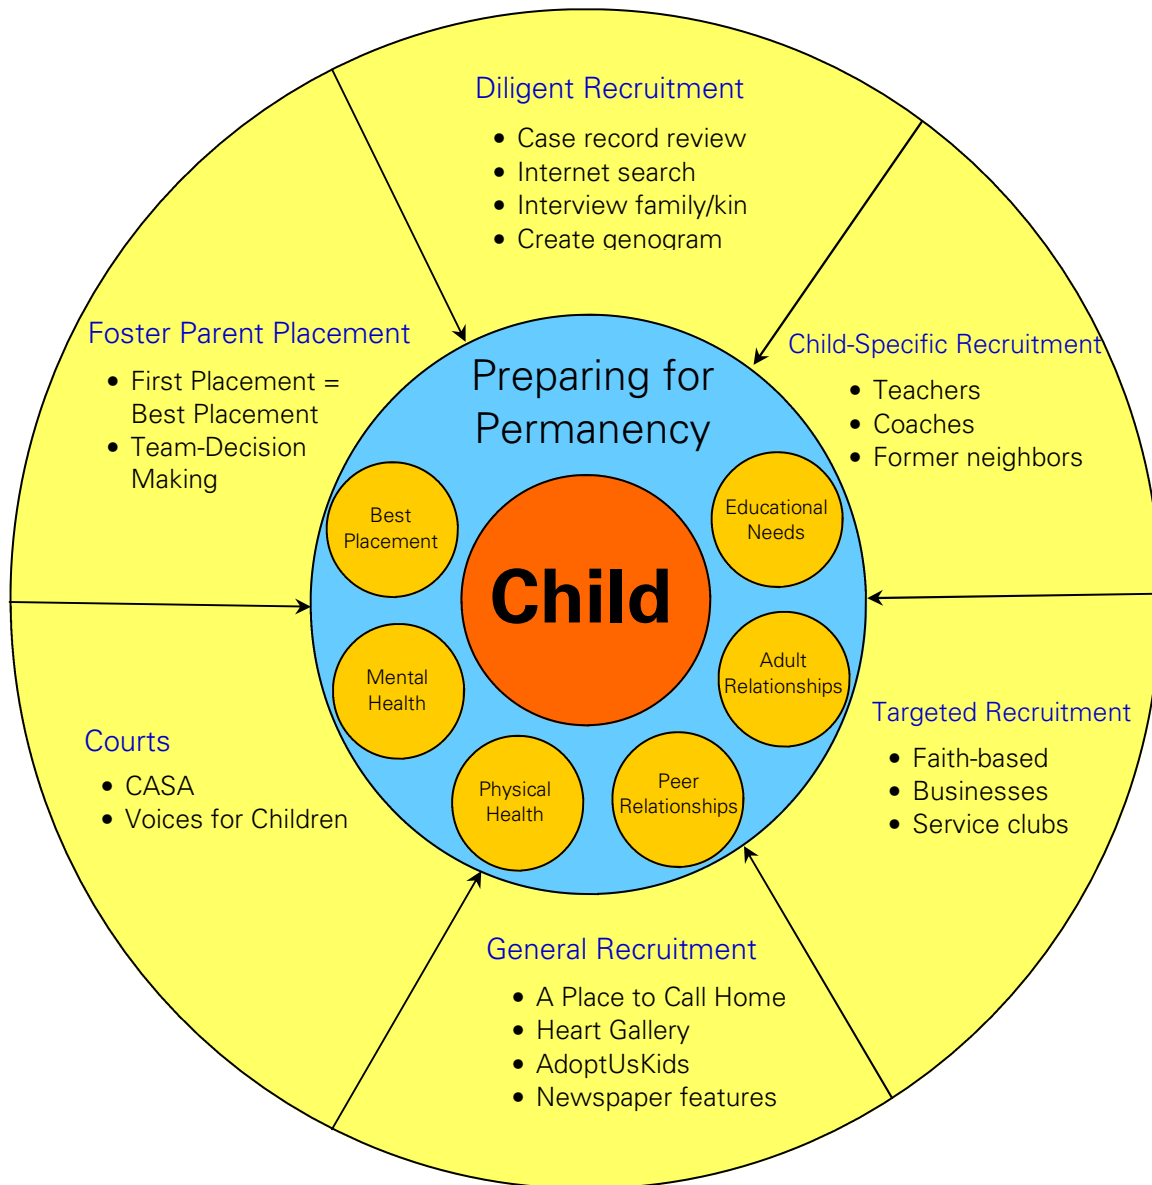 Diligent Recruitment
• Case record review
• Internet search
• Interview family/kin
• Create genogram
Foster Parent Placement
• First Placement =
Best Placement
• Team-Decision
Making
Child-Specific Recruitment
• Teachers
• Coaches
• Former neighbors
Preparing for
Permanency
Best
Placement
Educational
Needs
Child
Mental
Health
Adult
Relationships
Physical
Health
Peer
Relationships
Courts
• CASA
• Voices for Children
Targeted Recruitment
• Faith-based
• Businesses
• Service clubs
General Recruitment
• A Place to Call Home
• Heart Gallery
• AdoptUsKids
• Newspaper features